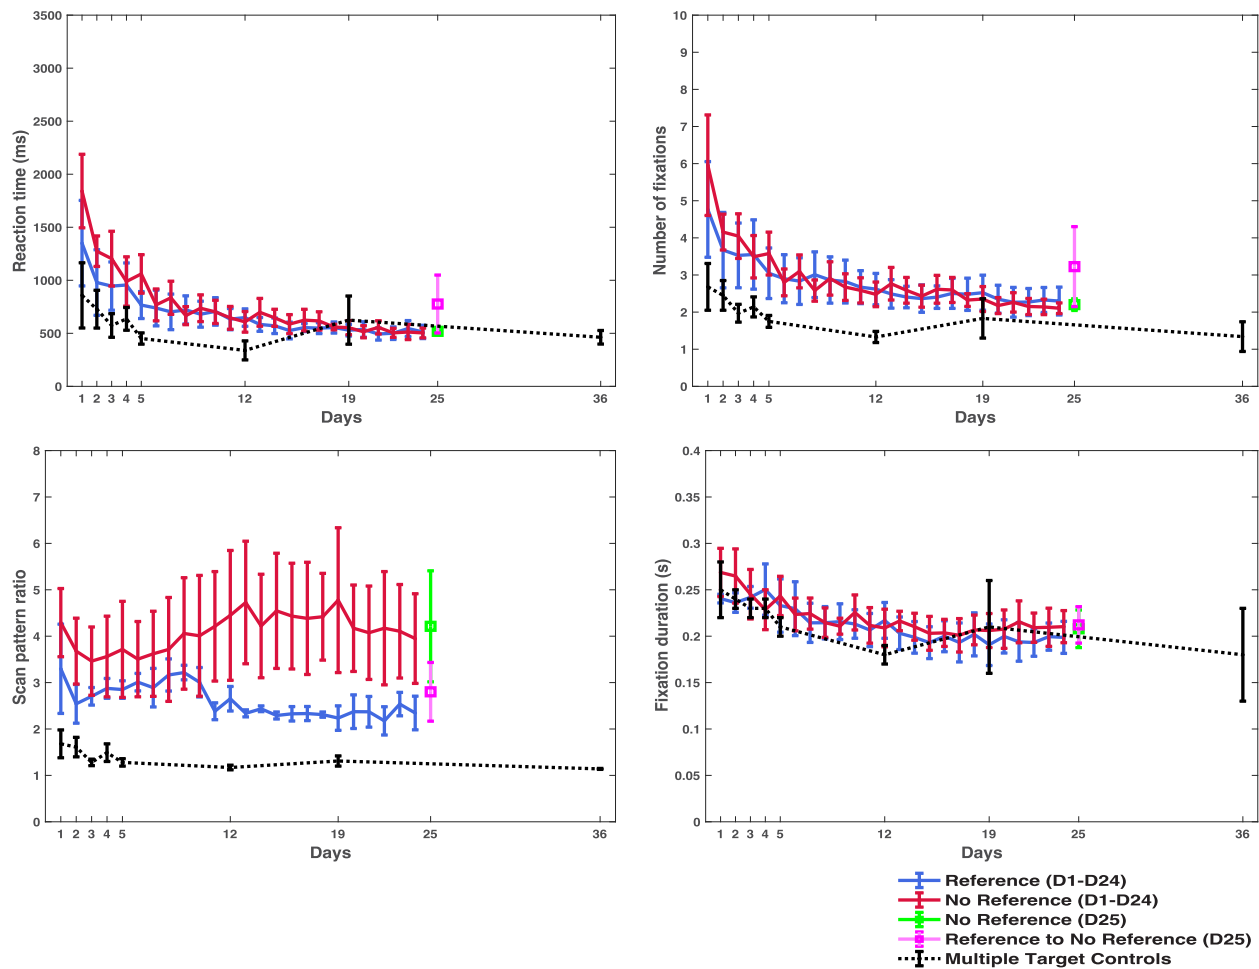 3500
3000
2500
2000
1500
1000
500
0
Reaction time (ms)
1 2 3 4 5 12 19 25 36
Days
10
9
8
7
6
5
4
3
2
1
0
Number of fixations
1 2 3 4 5 12 19 25 36
Days
8
7
6
5
4
3
2
1
0
Scan pattern ratio
1 2 3 4 5 12 19 25 36
Days
0.4
0.35
0.3
0.25
0.2
0.15
0.1
0.05
0
Fixation duration (s)
1 2 3 4 5 12 19 25 36
Days
Reference (D1-D24)
No Reference (D1-D24)
No Reference (D25)
Reference to No Reference (D25)
Multiple Target Controls